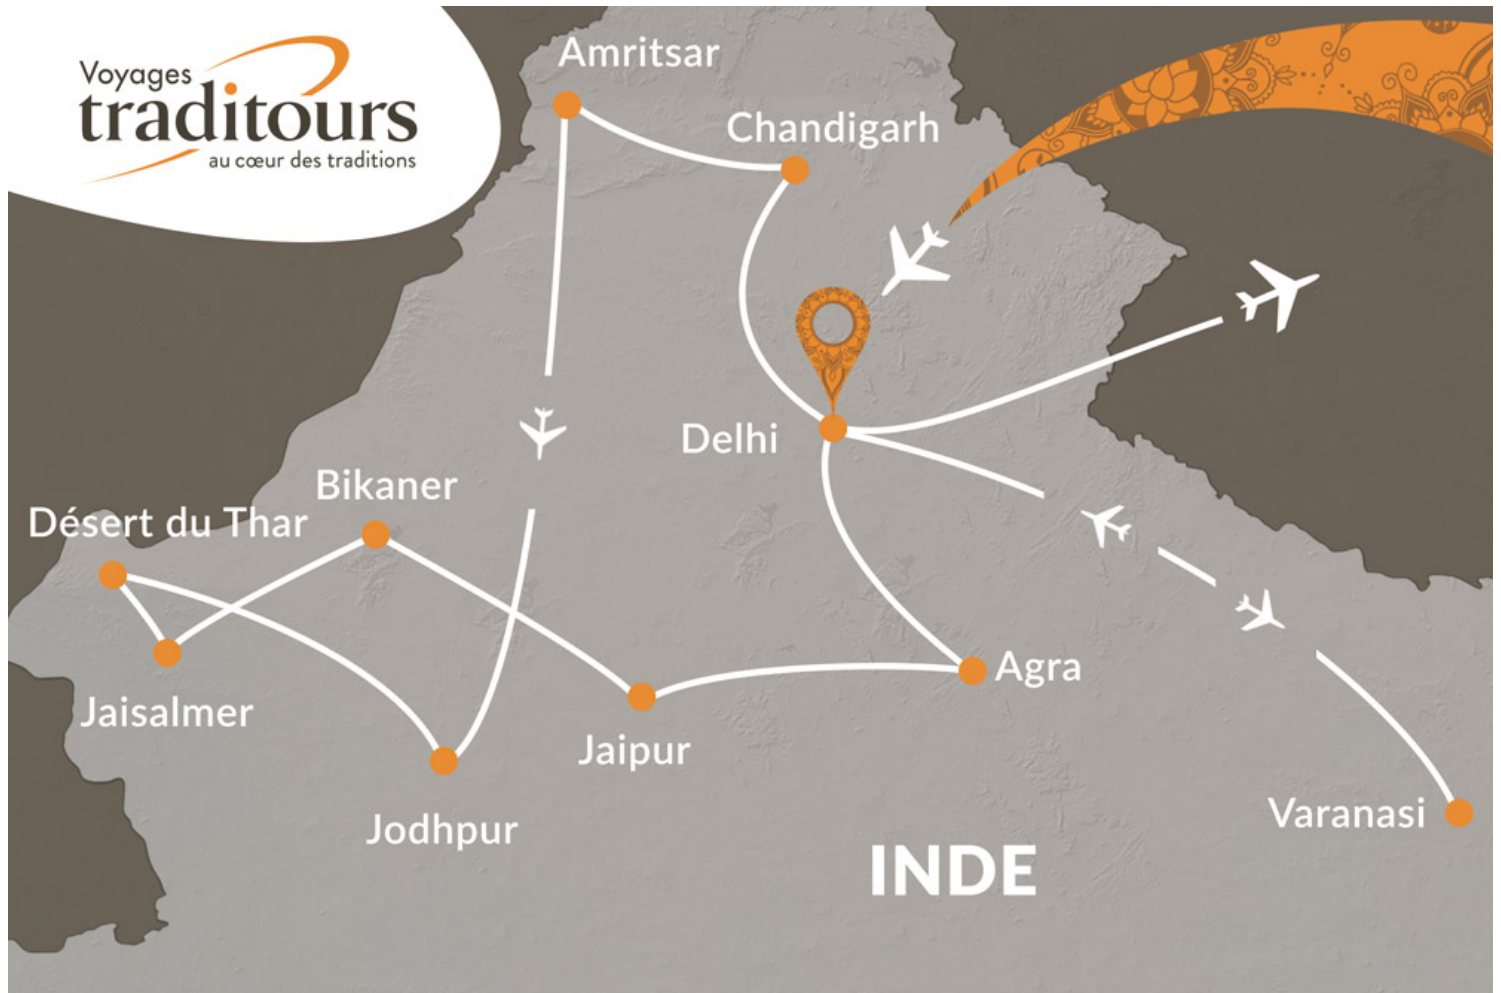 Voyages
traditours
au cœur des traditions
Amritsar
Chandigarh
Delhi
Bikaner
Désert du Thar
Agra
Jaisalmer
Jaipur
Jodhpur
Varanasi
INDE